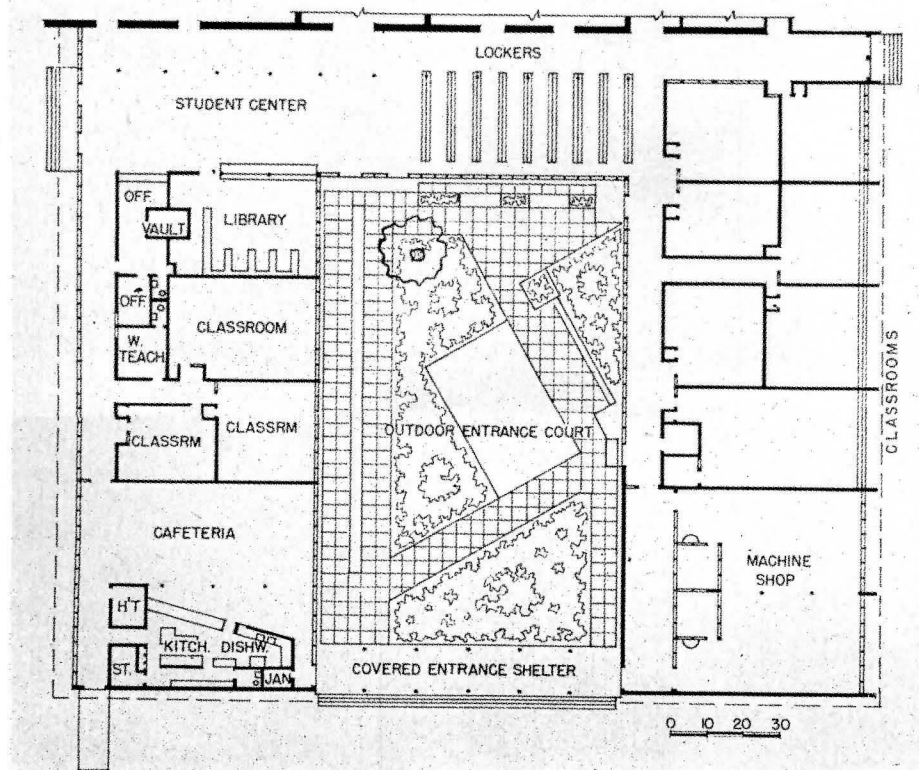 LOCKERS
STUDENT CENTER
OFF.
VAULT
LIBRARY
OFF.
CLASSROOM
W.
TEACH.
CLASSRM
CLASSRM
OUTDOOR ENTRANCE COURT
CLASSROOMS
CAFETERIA
MACHINE
SHOP
H'T
KITCH.
DISHW.
ST.
JAN.
COVERED ENTRANCE SHELTER
0 10 20 30